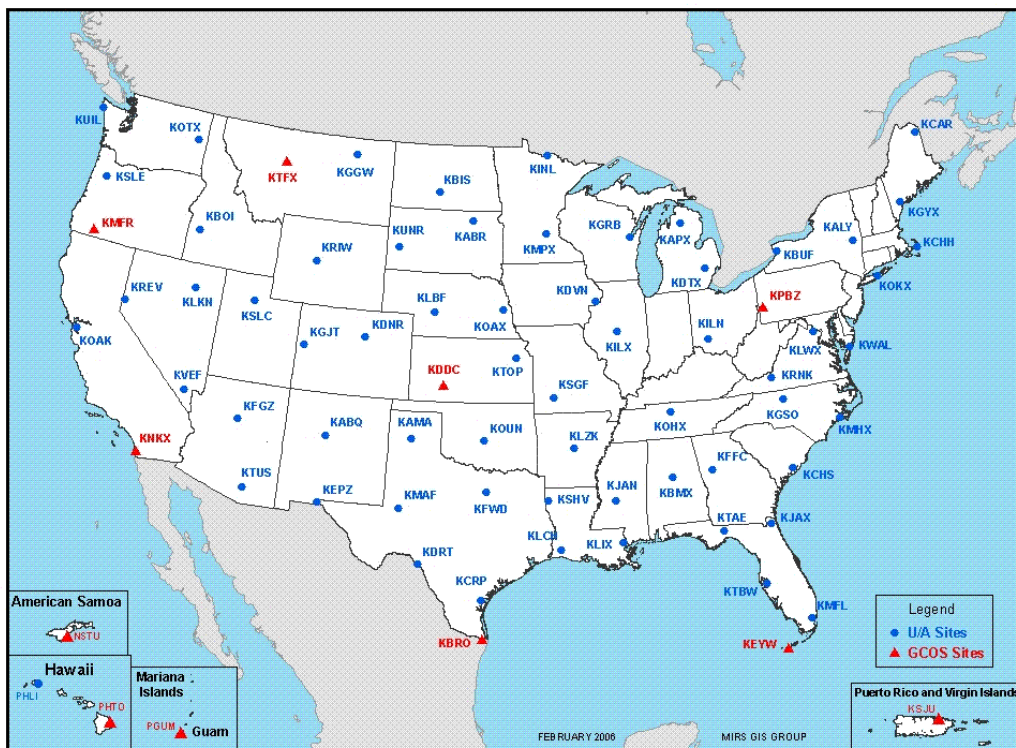 KUIL
KOTX
KCAR
KTFX
KGGW
KINL
KSLE
KBIS
KGYX
KMFR
KBOI
KUNR
KABR
KMPX
KGRB
KAPX
KALY
KCHH
KRIW
KBUF
KDTX
KOKX
KREV
KLKN
KSLC
KLBF
KOAX
KDVN
KPBZ
KOAK
KGJT
KDNR
KILX
KILN
KLWX
KWAL
KVEF
KDDC
KTOP
KSGF
KRNK
KFGZ
KABQ
KAMA
KOUN
KLZK
KOHX
KGSO
KMHX
KNKX
KTUS
KEPZ
KMAF
KFWD
KSHV
KJAN
KBMX
KFFC
KCHS
KDRT
KLCH
KLIX
KTAE
KJAX
KCRP
KTBW
KMFL
KBRO
KEYW
American Samoa
NSTU
Hawaii
PHLI
PHTO
Mariana
Islands
PGUM
Guam
Legend
U/A Sites
GCOS Sites
Puerto Rico and Virgin Islands
KSJU
FEBRUARY 2006
MIRS GIS GROUP